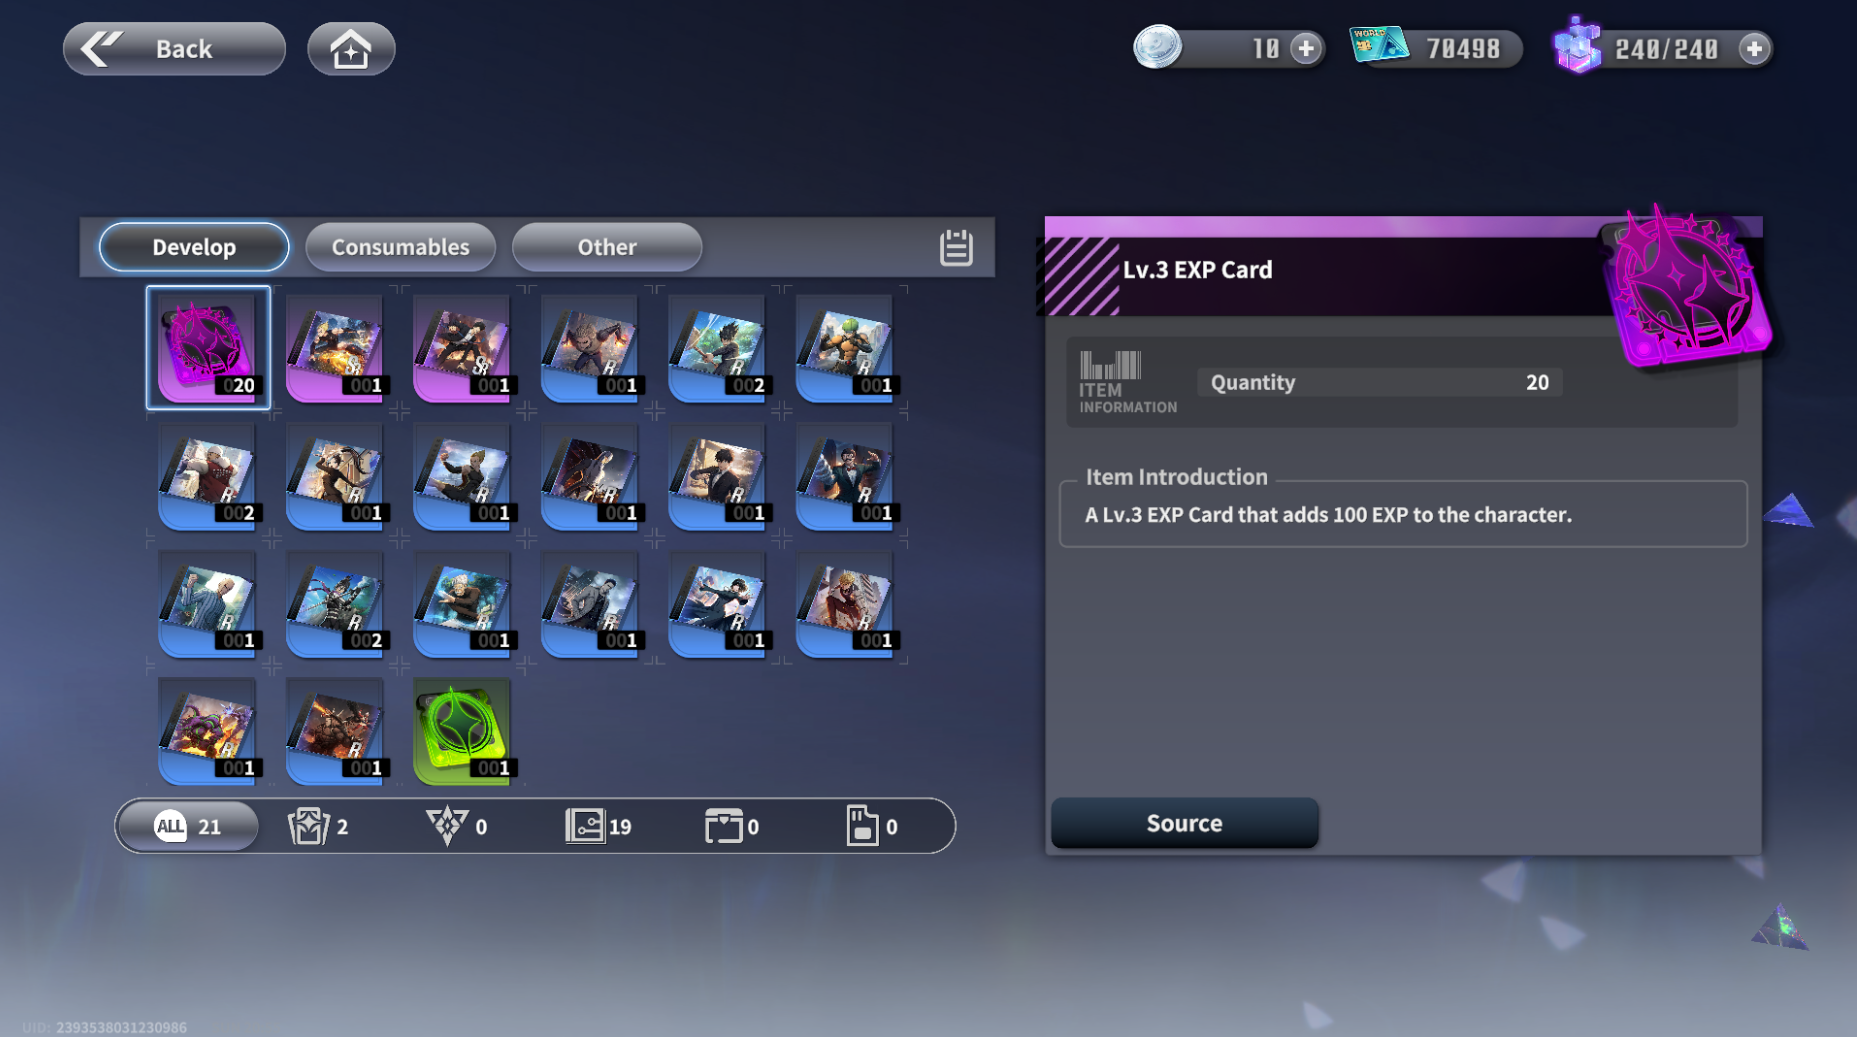 Back
10
WORLD
70498
240/240
Develop
Consumables
Other
Lv.3 EXP Card
ITEM
INFORMATION
Quantity
20
Item Introduction
A Lv.3 EXP Card that adds 100 EXP to the character.
020
SR
001
SR
001
R
001
R
002
R
001
R
002
R
001
R
001
R
001
R
001
R
001
R
001
R
002
R
001
R
001
R
001
R
001
R
001
R
001
001
ALL 21
2
0
19
0
0
Source
UID: 2393538031230986